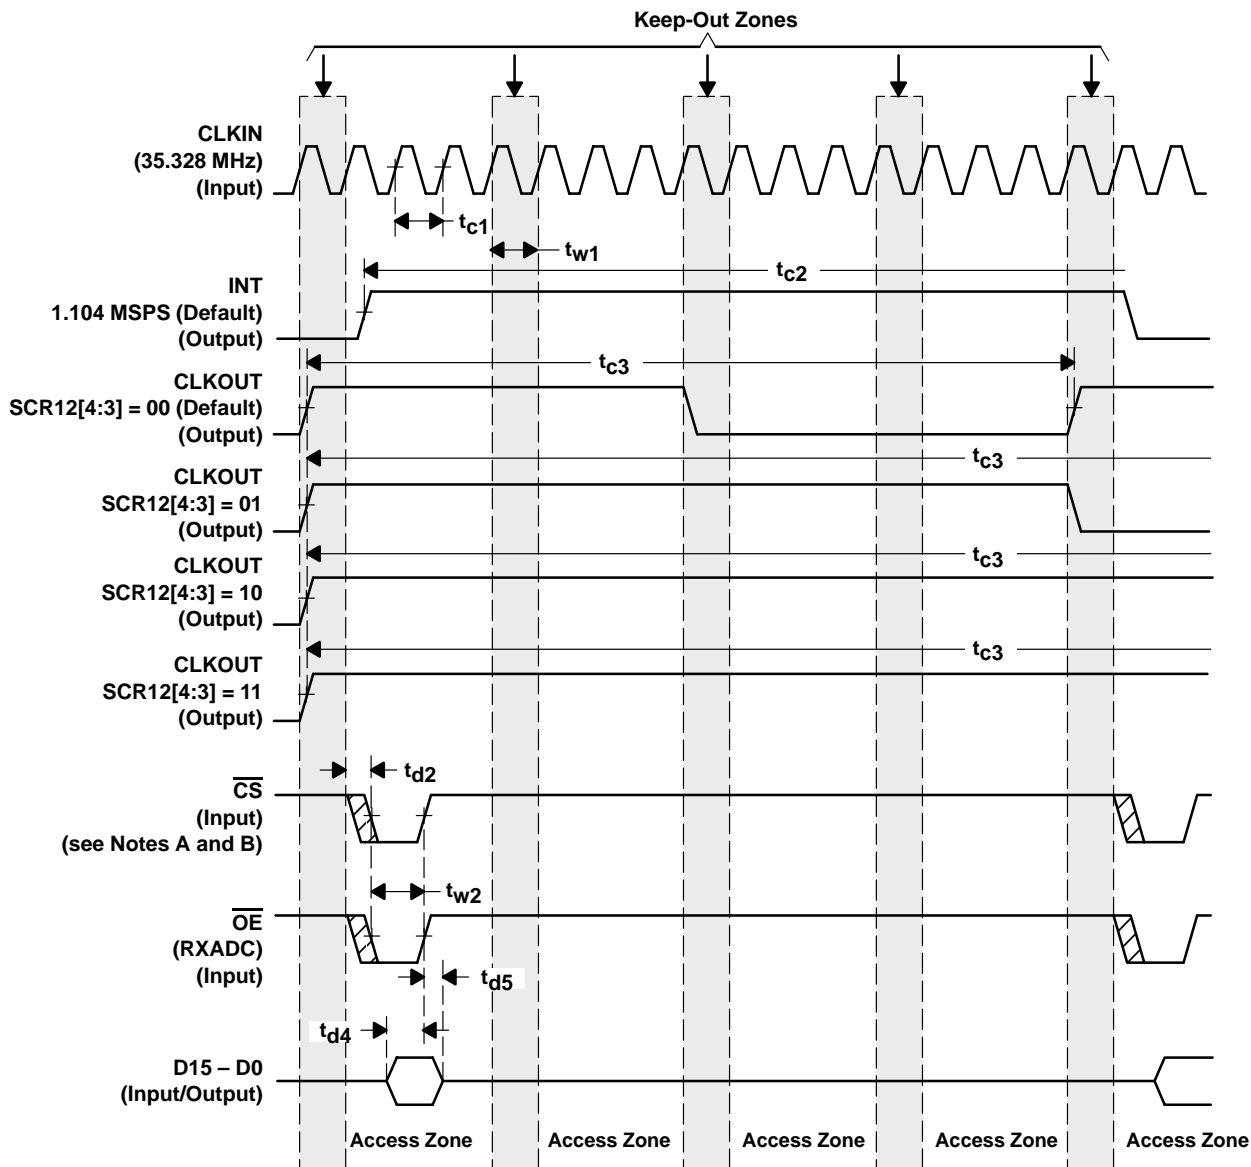 Keep-Out Zones
CLKIN
(35.328 MHz)
(Input)
tc1
tw1
tc2
INT
1.104 MSPS (Default)
(Output)
tc3
CLKOUT
SCR12[4:3] = 00 (Default)
(Output)
tc3
CLKOUT
SCR12[4:3] = 01
(Output)
tc3
CLKOUT
SCR12[4:3] = 10
(Output)
tc3
CLKOUT
SCR12[4:3] = 11
(Output)
td2
CS
(Input)
(see Notes A and B)
tw2
OE
(RXADC)
(Input)
td5
td4
D15 – D0
(Input/Output)
Access Zone Access Zone Access Zone Access Zone Access Zone